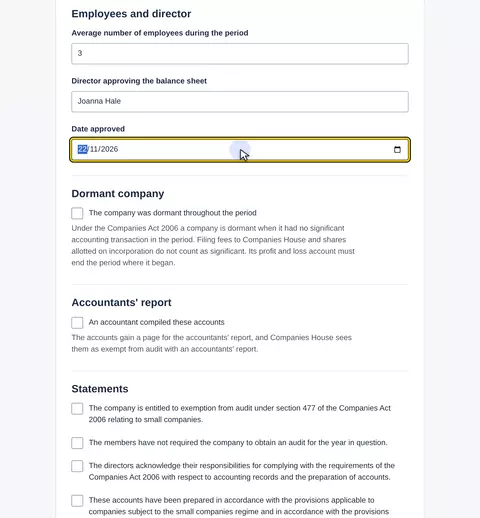 Employees and director
Average number of employees during the period
3
Director approving the balance sheet
Joanna Hale
Date approved
22/11/2026
Dormant company
The company was dormant throughout the period
Under the Companies Act 2006 a company is dormant when it had no significant
accounting transaction in the period. Filing fees to Companies House and shares
allotted on incorporation do not count as significant. Its profit and loss account must
end the period where it began.
Accountants' report
An accountant compiled these accounts
The accounts gain a page for the accountants' report, and Companies House sees
them as exempt from audit with an accountants' report.
Statements
The company is entitled to exemption from audit under section 477 of the Companies Act
2006 relating to small companies.
The members have not required the company to obtain an audit for the year in question.
The directors acknowledge their responsibilities for complying with the requirements of the
Companies Act 2006 with respect to accounting records and the preparation of accounts.
These accounts have been prepared in accordance with the provisions applicable to
companies subject to the small companies regime and in accordance with the provisions